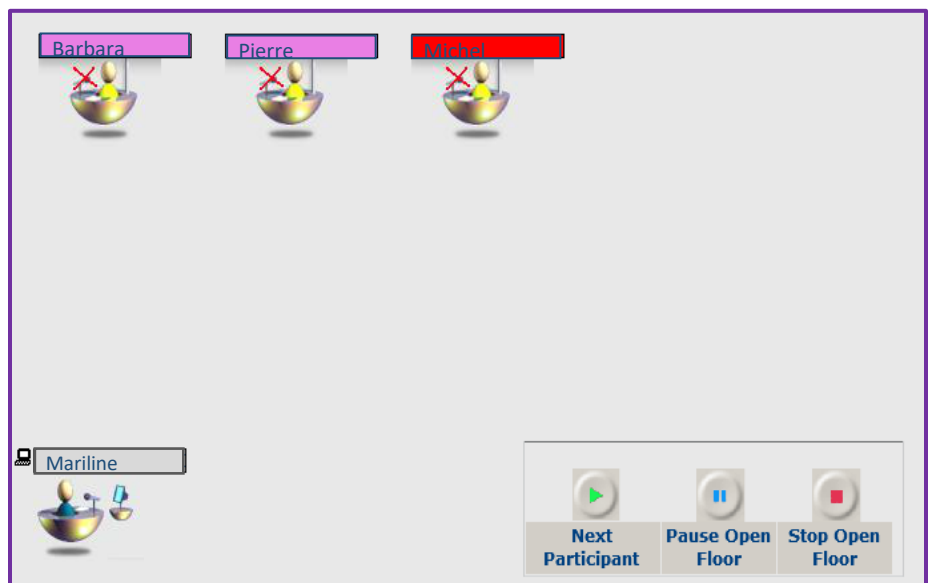 Barbara
Pierre
Michel
Mariline
Next
Participant
Pause Open
Floor
Stop Open
Floor